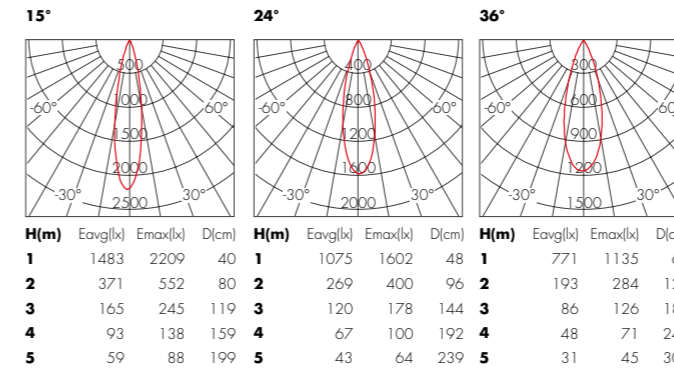 15° 24° 36°
500 400 300
1000 800 600
-60° 60° -60° 60° -60°
1500 1200 900
2000 1600 1200
-30° 30° -30° 30° -30° 30°
2500 2000 1500
H(m) Eavg(lx) Emax(lx) D(cm) H(m) Eavg(lx) Emax(lx) D(cm) H(m) Eavg(lx) Emax(lx)
1 1483 2209 40 1 1075 1602 48 1 771 1135
2 371 552 80 2 269 400 96 2 193 284
3 165 245 119 3 120 178 144 3 86 126
4 93 138 159 4 67 100 192 4 48 71
5 59 88 199 5 43 64 239 5 31 45